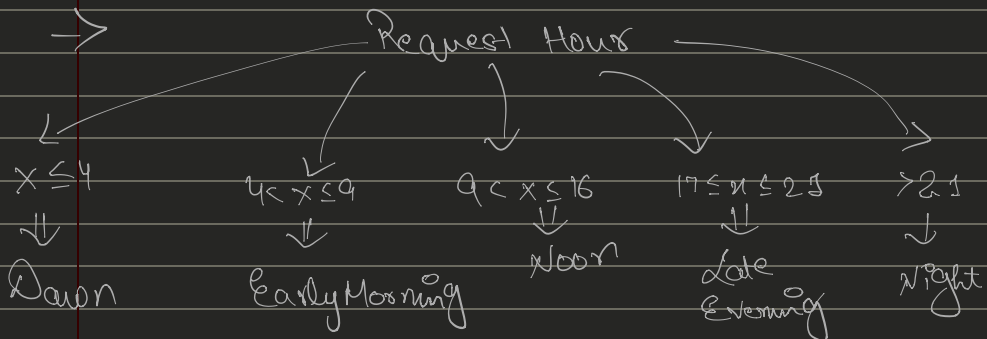 → Request Hour
x ≤ 4 4 < x ≤ 9 9 < x ≤ 16 17 ≤ x ≤ 21 > 21
Dawn Early Morning Noon Late Evening Night